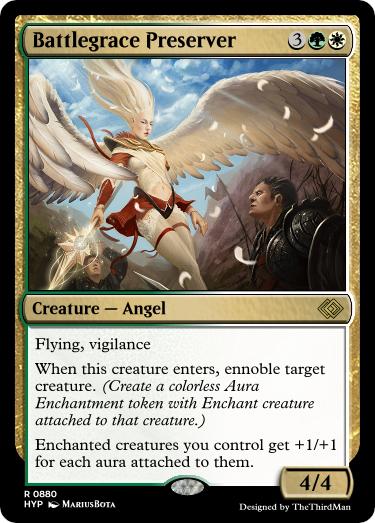 Battlegrace Preserver 3
Creature — Angel
Flying, vigilance
When this creature enters, ennoble target
creature. (Create a colorless Aura
Enchantment token with Enchant creature
attached to that creature.)
Enchanted creatures you control get +1/+1
for each aura attached to them.
4/4
R 0880
HYP MariusBota
Designed by TheThirdMan